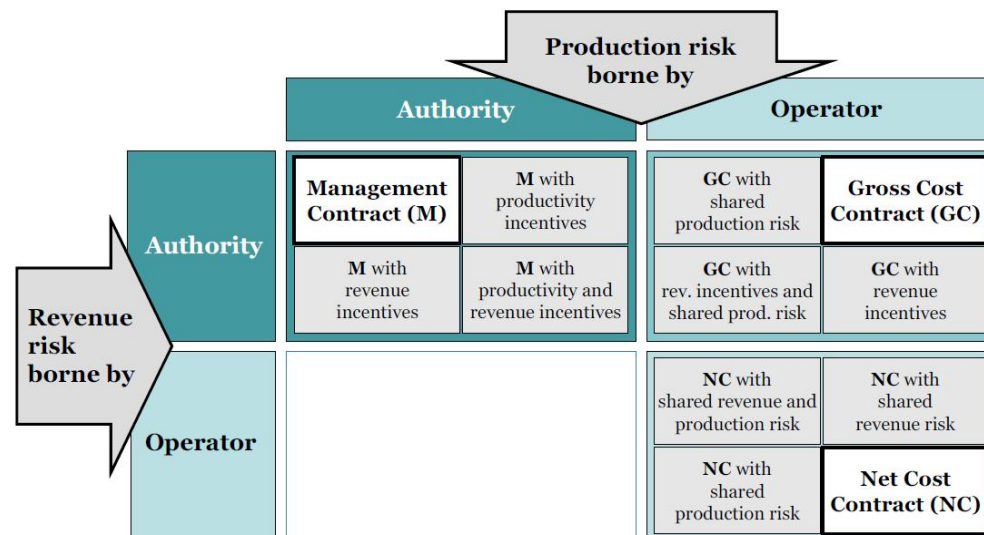 Production risk
borne by
Authority
Operator
Revenue
risk
borne by
Authority
Management
Contract (M)
M with
productivity
incentives
M with
revenue
incentives
M with
productivity and
revenue incentives
GC with
shared
production risk
Gross Cost
Contract (GC)
GC with
rev. incentives and
shared prod. risk
GC with
revenue
incentives
Operator
NC with
shared revenue and
production risk
NC with
shared
revenue risk
NC with
shared
production risk
Net Cost
Contract (NC)